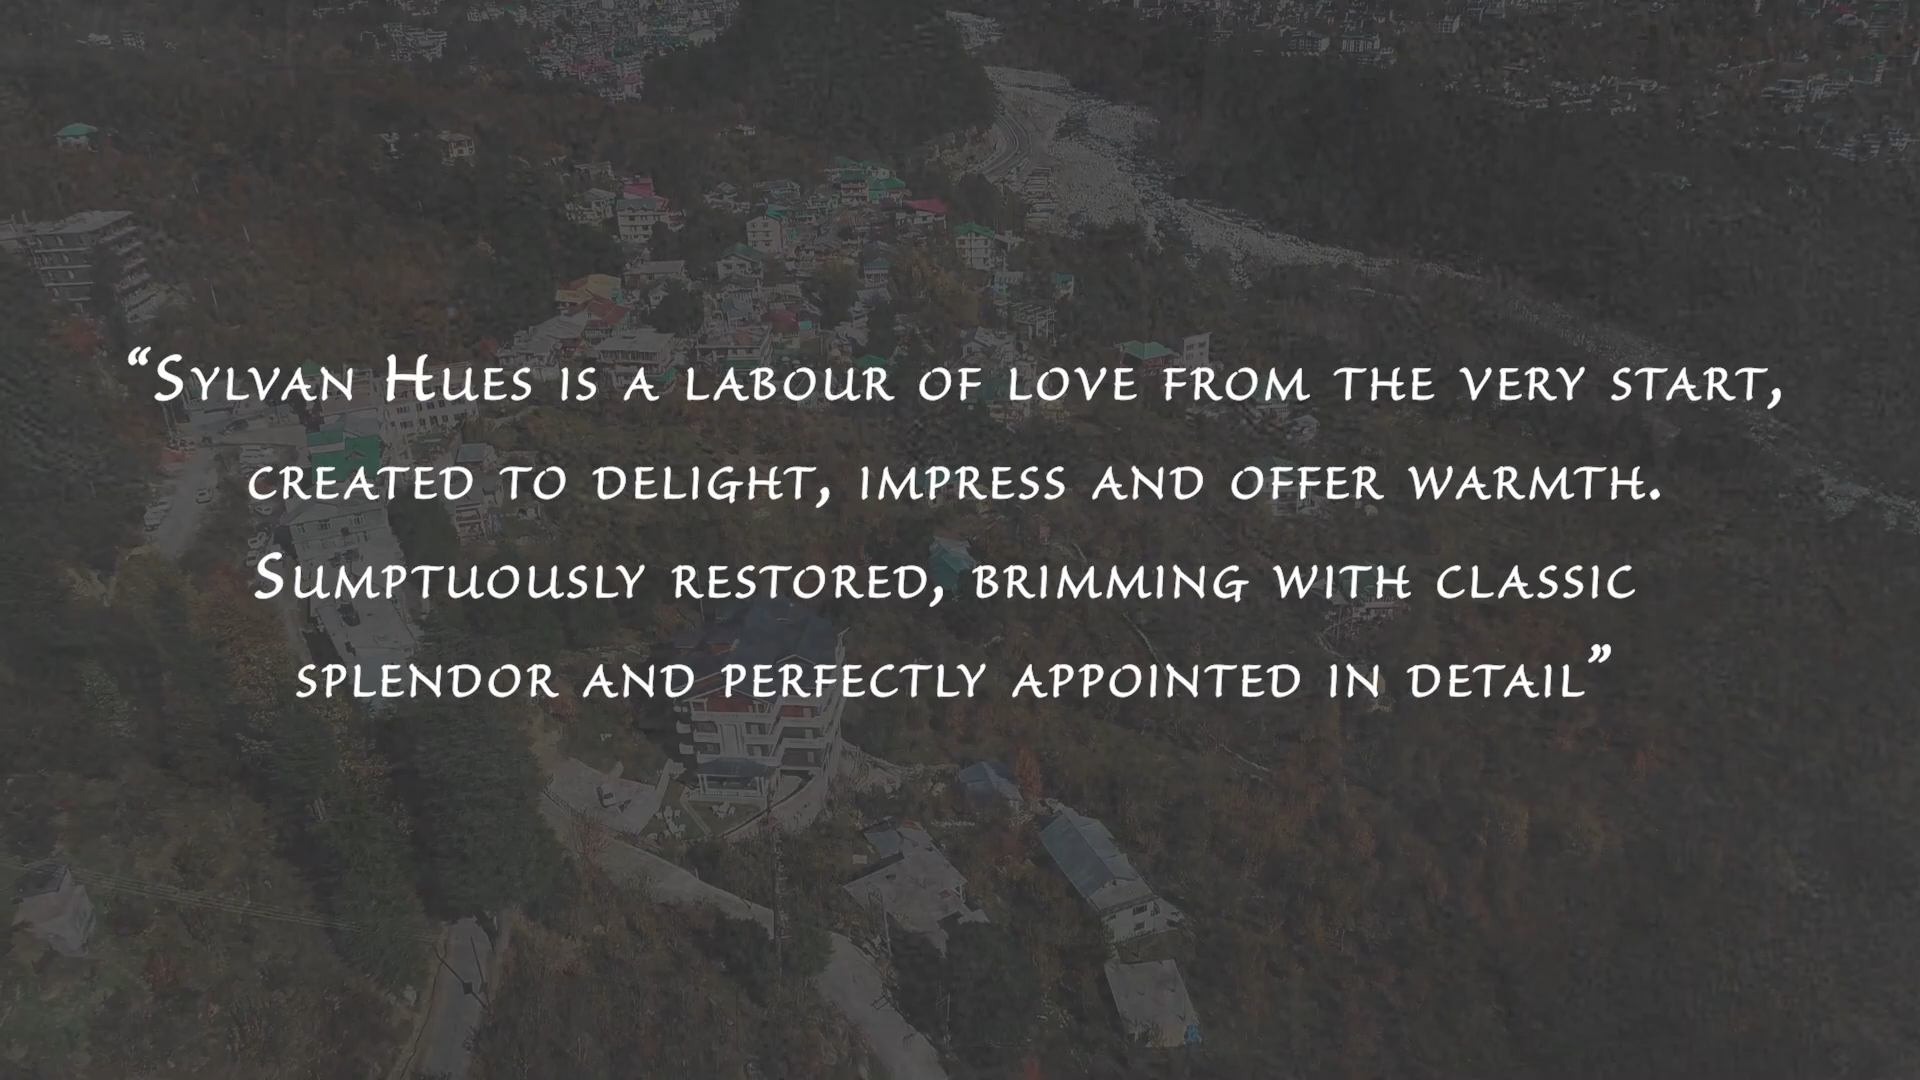 “Sylvan Hues is a labour of love from the very start,
created to delight, impress and offer warmth.
Sumptuously restored, brimming with classic
splendor and perfectly appointed in detail”